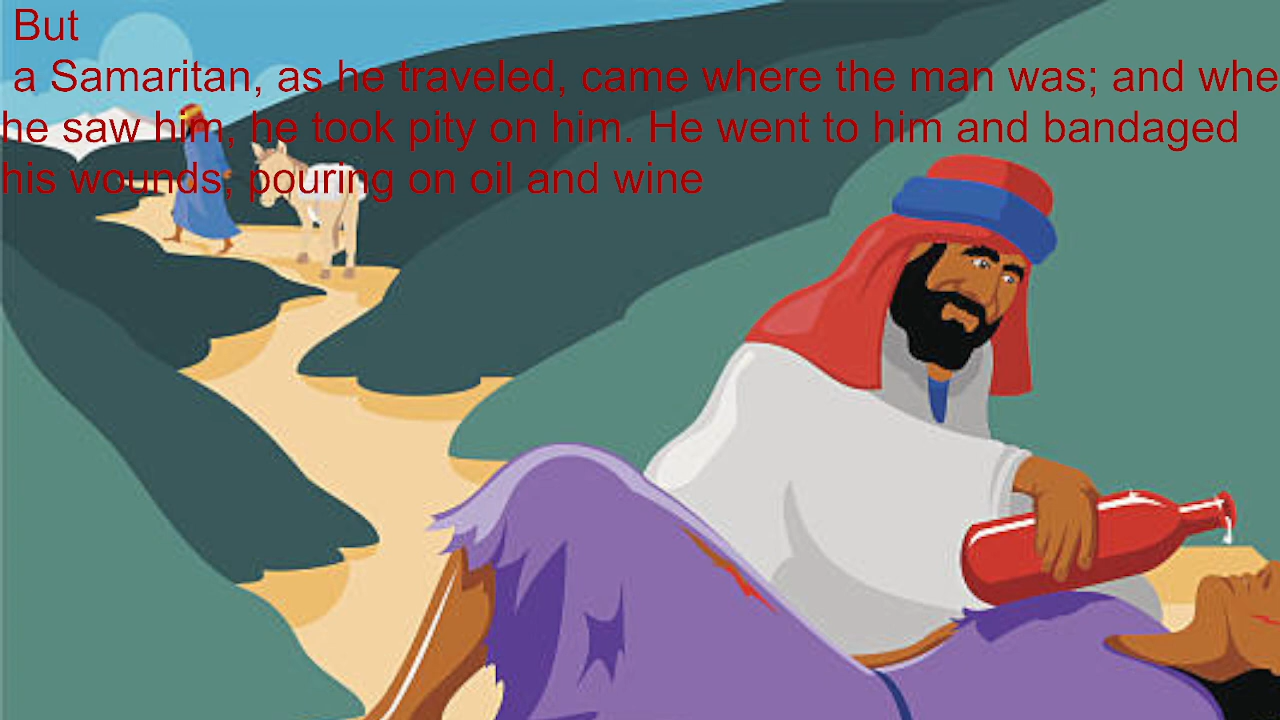 But
a Samaritan, as he traveled, came where the man was; and whe
he saw him, he took pity on him. He went to him and bandaged
his wounds, pouring on oil and wine